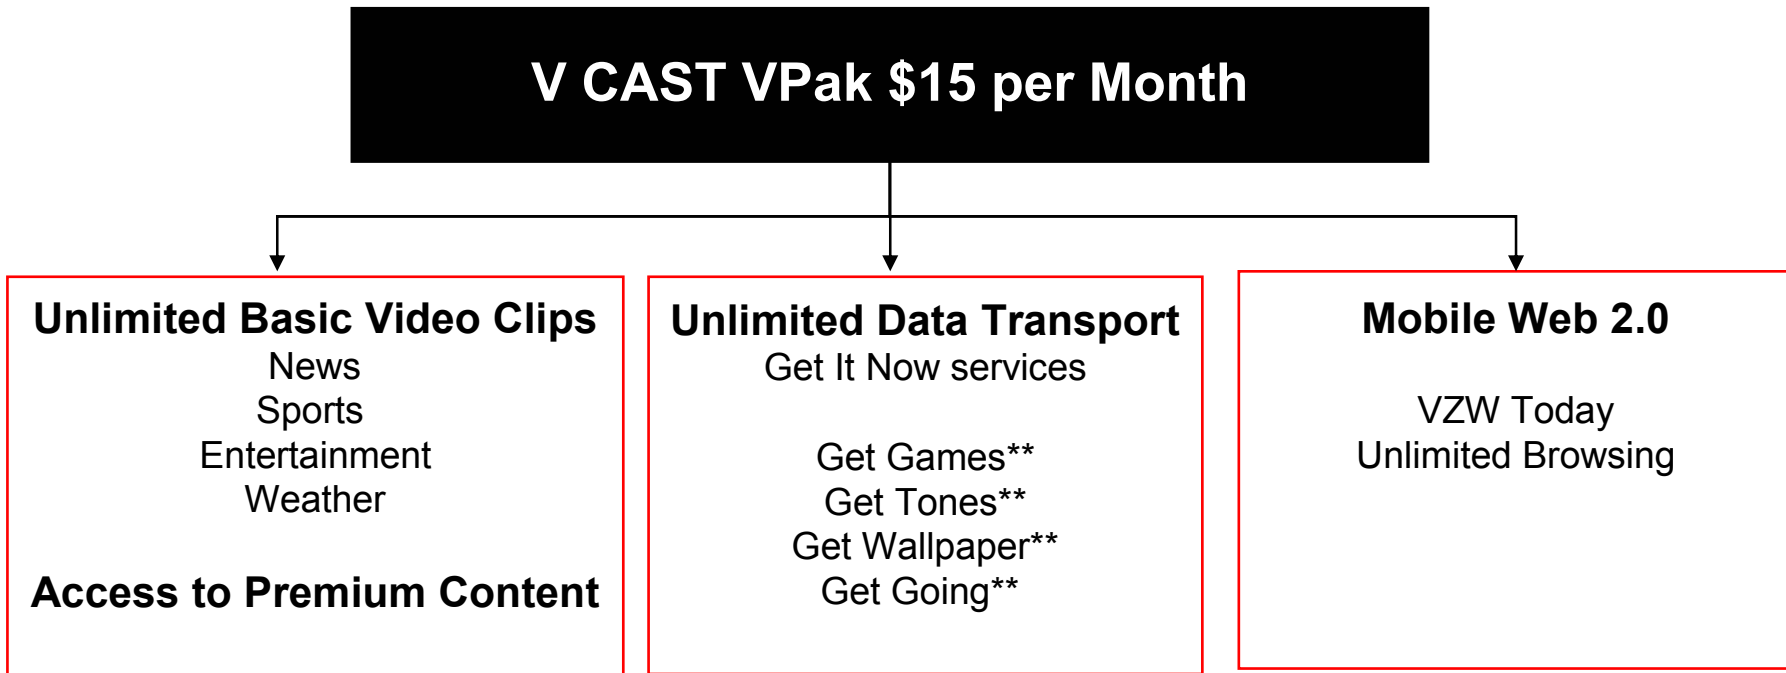 V CAST VPak $15 per Month
Unlimited Basic Video Clips
News
Sports
Entertainment
Weather
Access to Premium Content
Unlimited Data Transport
Get It Now services
Get Games**
Get Tones**
Get Wallpaper**
Get Going**
Mobile Web 2.0
VZW Today
Unlimited Browsing